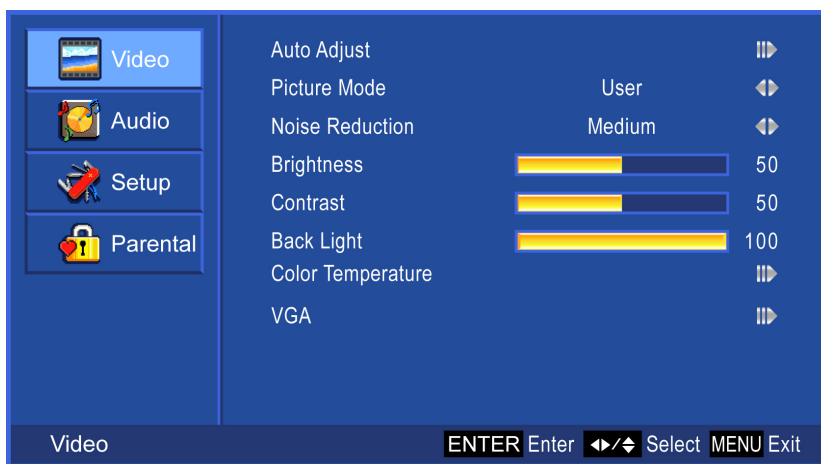 Video
Audio
Setup
Parental
Auto Adjust
Picture Mode User
Noise Reduction Medium
Brightness 50
Contrast 50
Back Light 100
Color Temperature
VGA
Video ENTER Enter / Select MENU Exit